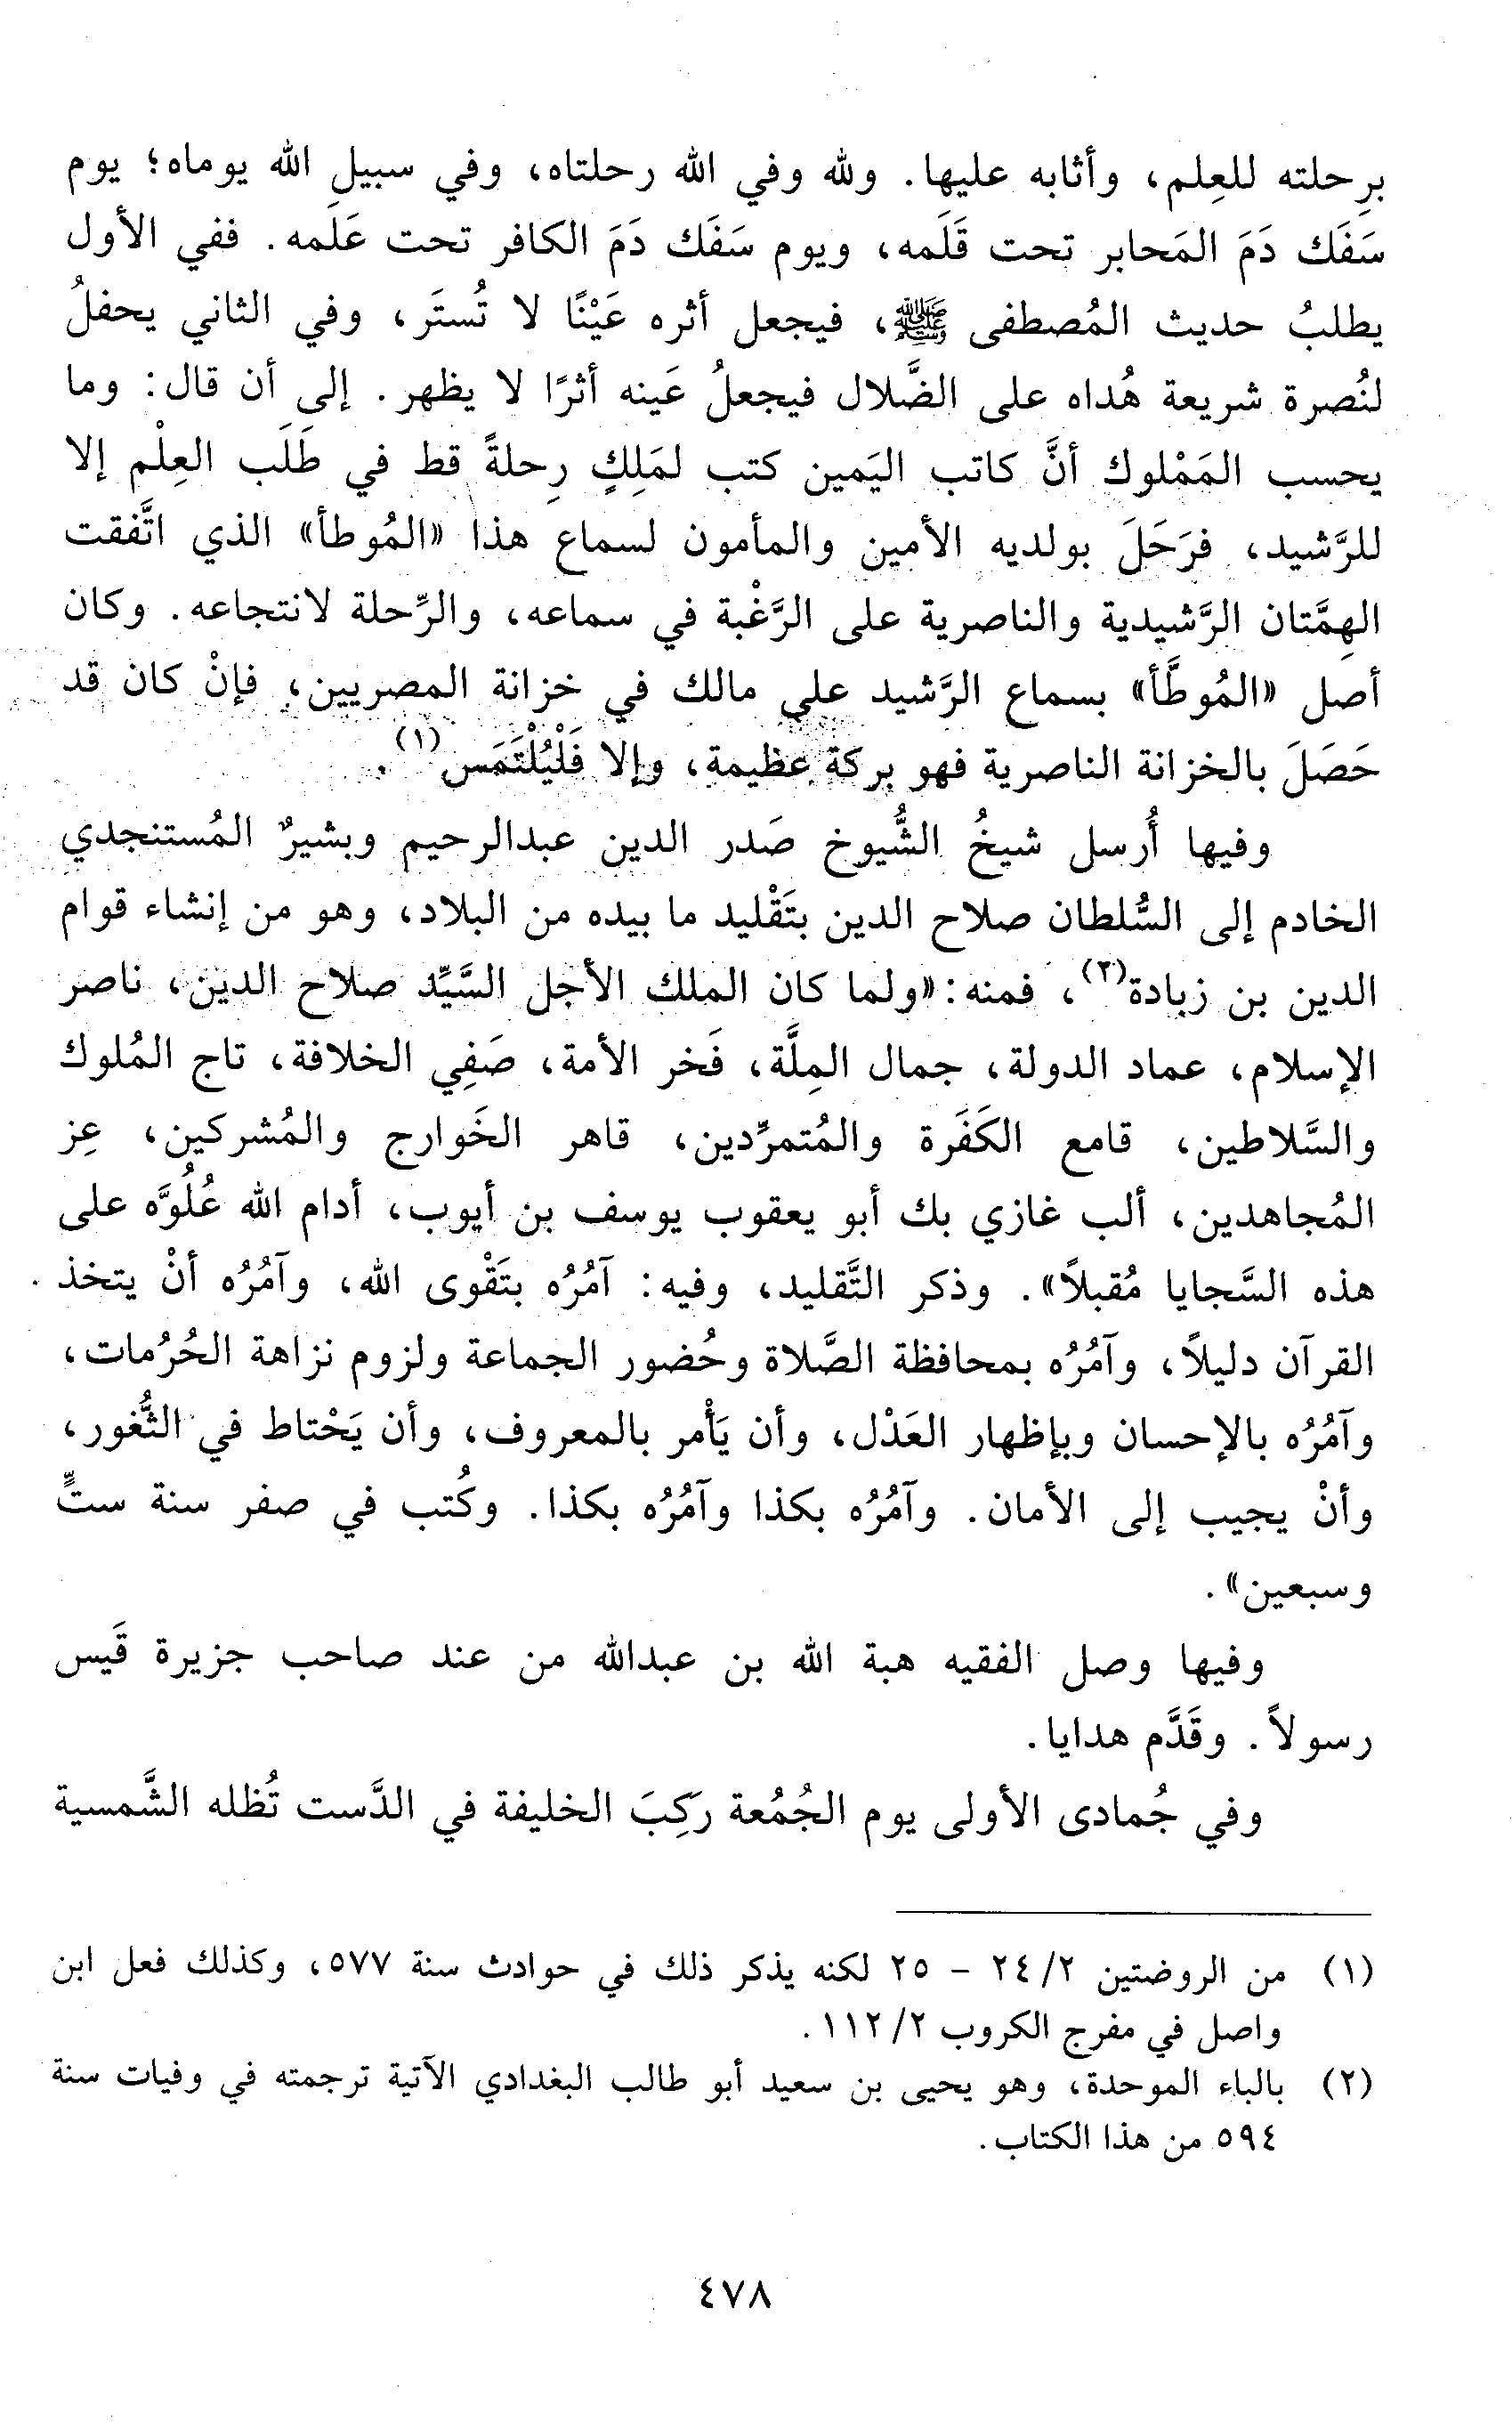 برِحلته للعِلم، وأثابه عليها. ولله وفي الله رحلتاه، وفي سبيل الله يوماه؛ يوم
سَفَك دَمَ المَحابر تحت قَلَمه، ويوم سَفَك دَمَ الكافر تحت عَلَمه. ففي الأول
يطلبُ حديث المُصطفى ﷺ، فيجعل أثره عَيْنًا لا تُستَر، وفي الثاني يحفلُ
لنُصرة شريعة هُداه على الضَّلال فيجعلُ عَينه أثرًا لا يظهر. إلى أن قال: وما
يحسب المَمْلوك أنَّ كاتب اليَمين كتب لمَلِكٍ رِحلةً قط في طَلَب العِلْم إلا
للرَّشيد، فرَحَلَ بولديه الأمين والمأمون لسماع هذا «المُوطأ» الذي اتَّفقت
الهِمَّتان الرَّشيدية والناصرية على الرَّغْبة في سماعه، والرِّحلة لانتجاعه. وكان
أصل «المُوطَّأ» بسماع الرَّشيد على مالك في خزانة المصريين، فإنْ كان قد
حَصَلَ بالخزانة الناصرية فهو بركة عظيمة، وإلا فَلْيُلْتَمَس(١).
وفيها أُرسل شيخُ الشُّيوخ صَدر الدين عبدالرحيم وبشيرٌ المُستنجدي
الخادم إلى السُّلطان صلاح الدين بتَقْليد ما بيده من البلاد، وهو من إنشاء قوام
الدين بن زبادة(٢)، فمنه: «ولما كان الملك الأجل السَّيِّد صلاح الدين، ناصر
الإسلام، عماد الدولة، جمال المِلَّة، فَخر الأمة، صَفِي الخلافة، تاج المُلوك
والسَّلاطين، قامع الكَفَرة والمُتمرِّدين، قاهر الخَوارج والمُشركين، عِز
المُجاهدين، ألب غازي بك أبو يعقوب يوسف بن أيوب، أدام الله عُلُوَّه على
هذه السَّجايا مُقبلاً». وذكر التَّقليد، وفيه: آمُرُه بتَقْوى الله، وآمُرُه أنْ يتخذ
القرآن دليلاً، وآمُرُه بمحافظة الصَّلاة وحُضور الجماعة ولزوم نزاهة الحُرُمات،
وآمُرُه بالإحسان وبإظهار العَدْل، وأن يَأْمر بالمعروف، وأن يَحْتاط في الثُّغور،
وأنْ يجيب إلى الأمان. وآمُرُه بكذا وآمُرُه بكذا. وكُتب في صفر سنة ستٍّ
وسبعين».
وفيها وصل الفقيه هبة الله بن عبدالله من عند صاحب جزيرة قَيس
رسولاً. وقَدَّم هدايا.
وفي جُمادى الأولى يوم الجُمُعة رَكِبَ الخليفة في الدَّست تُظله الشَّمسية
(١) من الروضتين ٢/ ٢٤ - ٢٥ لكنه يذكر ذلك في حوادث سنة ٥٧٧، وكذلك فعل ابن
واصل في مفرج الكروب ٢/ ١١٢.
(٢) بالباء الموحدة، وهو يحيى بن سعيد أبو طالب البغدادي الآتية ترجمته في وفيات سنة
٥٩٤ من هذا الكتاب.
٤٧٨